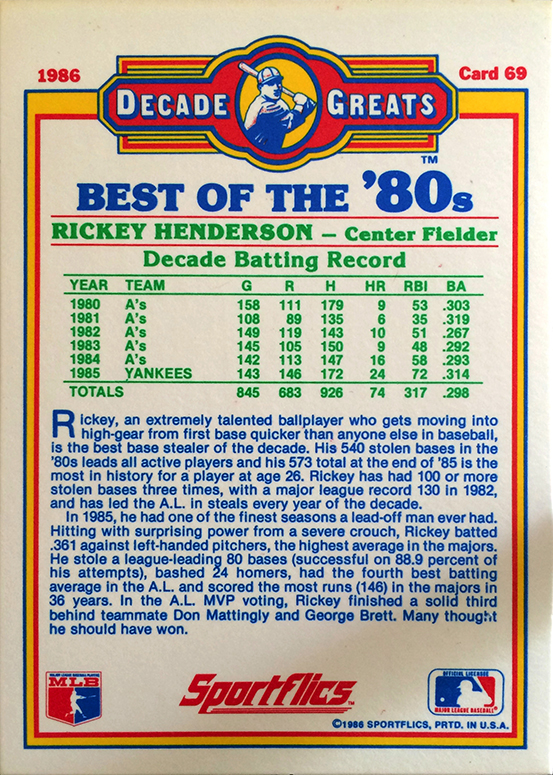 1986
Card 69
DECADE GREATS
TM
BEST OF THE '80s
RICKEY HENDERSON – Center Fielder
Decade Batting Record
YEAR TEAM G R H HR RBI BA
1980 A's 158 111 179 9 53 .303
1981 A's 108 89 135 6 35 .319
1982 A's 149 119 143 10 51 .267
1983 A's 145 105 150 9 48 .292
1984 A's 142 113 147 16 58 .293
1985 YANKEES 143 146 172 24 72 .314
TOTALS 845 683 926 74 317 .298
Rickey, an extremely talented ballplayer who gets moving into
high-gear from first base quicker than anyone else in baseball,
is the best base stealer of the decade. His 540 stolen bases in the
'80s leads all active players and his 573 total at the end of '85 is the
most in history for a player at age 26. Rickey has had 100 or more
stolen bases three times, with a major league record 130 in 1982,
and has led the A.L. in steals every year of the decade.
In 1985, he had one of the finest seasons a lead-off man ever had.
Hitting with surprising power from a severe crouch, Rickey batted
.361 against left-handed pitchers, the highest average in the majors.
He stole a league-leading 80 bases (successful on 88.9 percent of
his attempts), bashed 24 homers, had the fourth best batting
average in the A.L. and scored the most runs (146) in the majors in
36 years. In the A.L. MVP voting, Rickey finished a solid third
behind teammate Don Mattingly and George Brett. Many thought
he should have won.
MAJOR LEAGUE BASEBALL PLAYERS
MLB
Sportflics
TM
OFFICIAL LICENSEE
MAJOR LEAGUE BASEBALL
©1986 SPORTFLICS, PRTD. IN U.S.A.